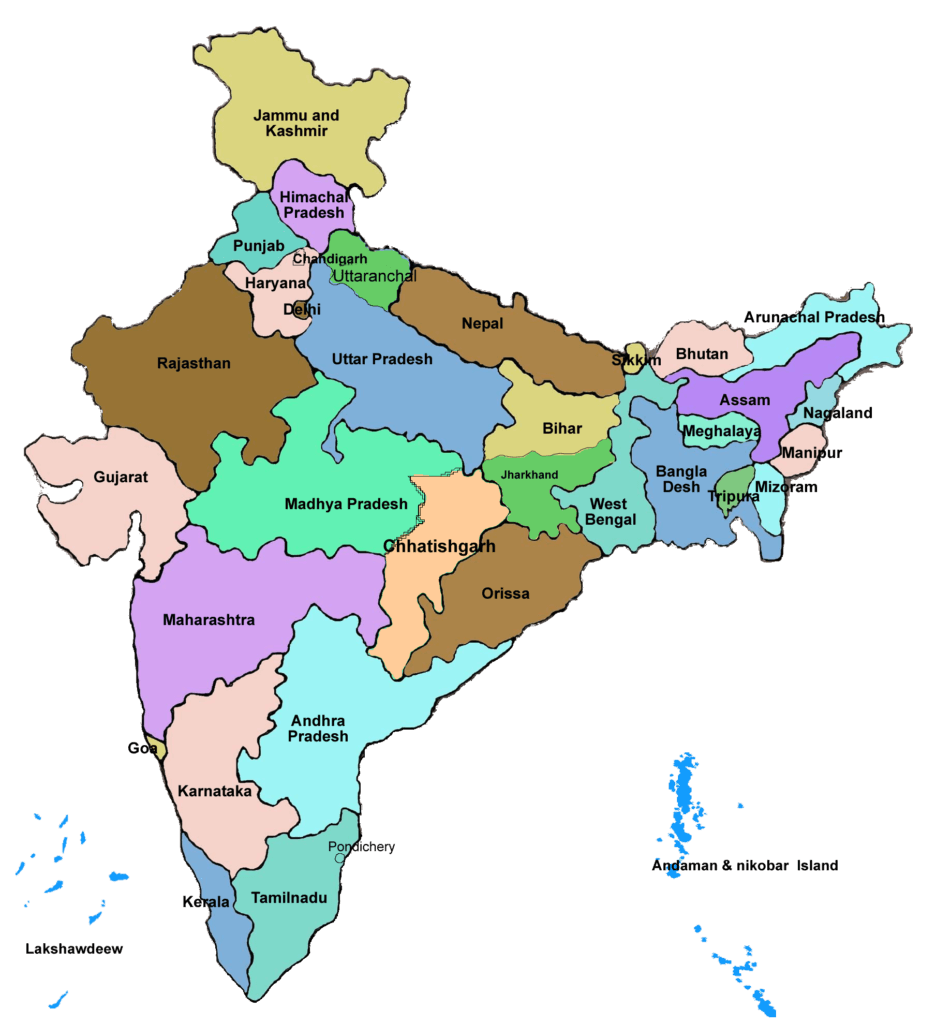 Jammu and
Kashmir
Himachal
Pradesh
Punjab
Chandigarh
Uttaranchal
Haryana
Delhi
Arunachal Pradesh
Nepal
Sikkim
Bhutan
Rajasthan
Uttar Pradesh
Assam
Nagaland
Bihar
Meghalaya
Manipur
Gujarat
Jharkhand
Bangla
Desh
Tripura
Mizoram
Madhya Pradesh
West
Bengal
Chhatishgarh
Orissa
Maharashtra
Andhra
Pradesh
Goa
Karnataka
Pondichery
Andaman & nikobar Island
Kerala
Tamilnadu
Lakshawdeew